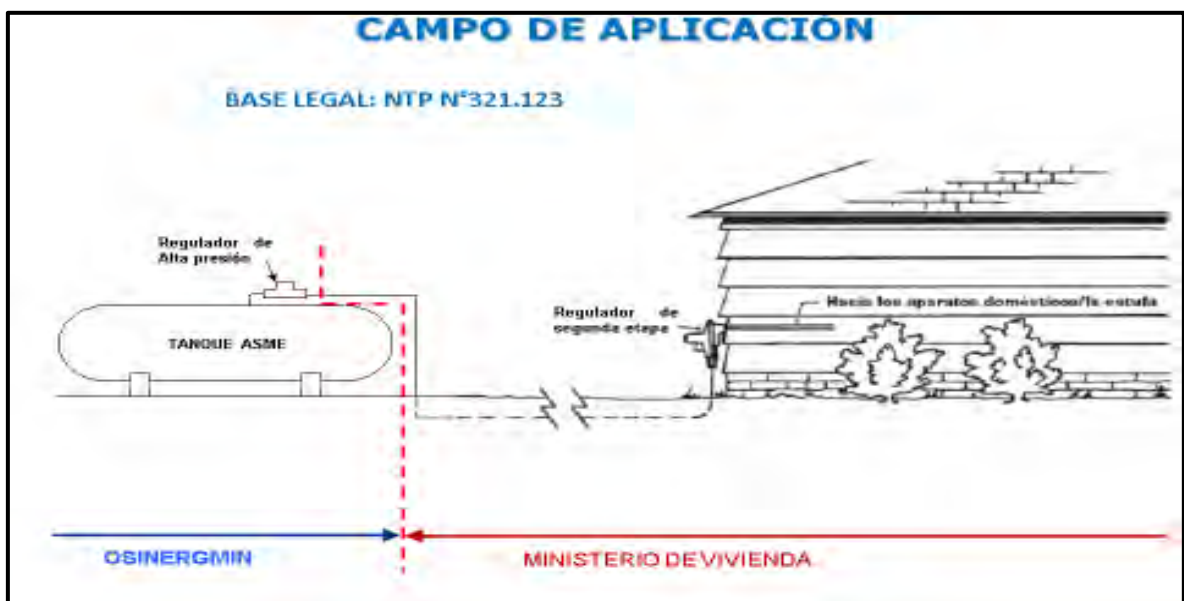 CAMPO DE APLICACIÓN
BASE LEGAL: NTP N°321.123
Regulador de
Alta presión
TANQUE ASME
Regulador de
segunda etapa
Hacia los aparatos domésticos/la estufa
OSINERGMIN
MINISTERIO DE VIVIENDA